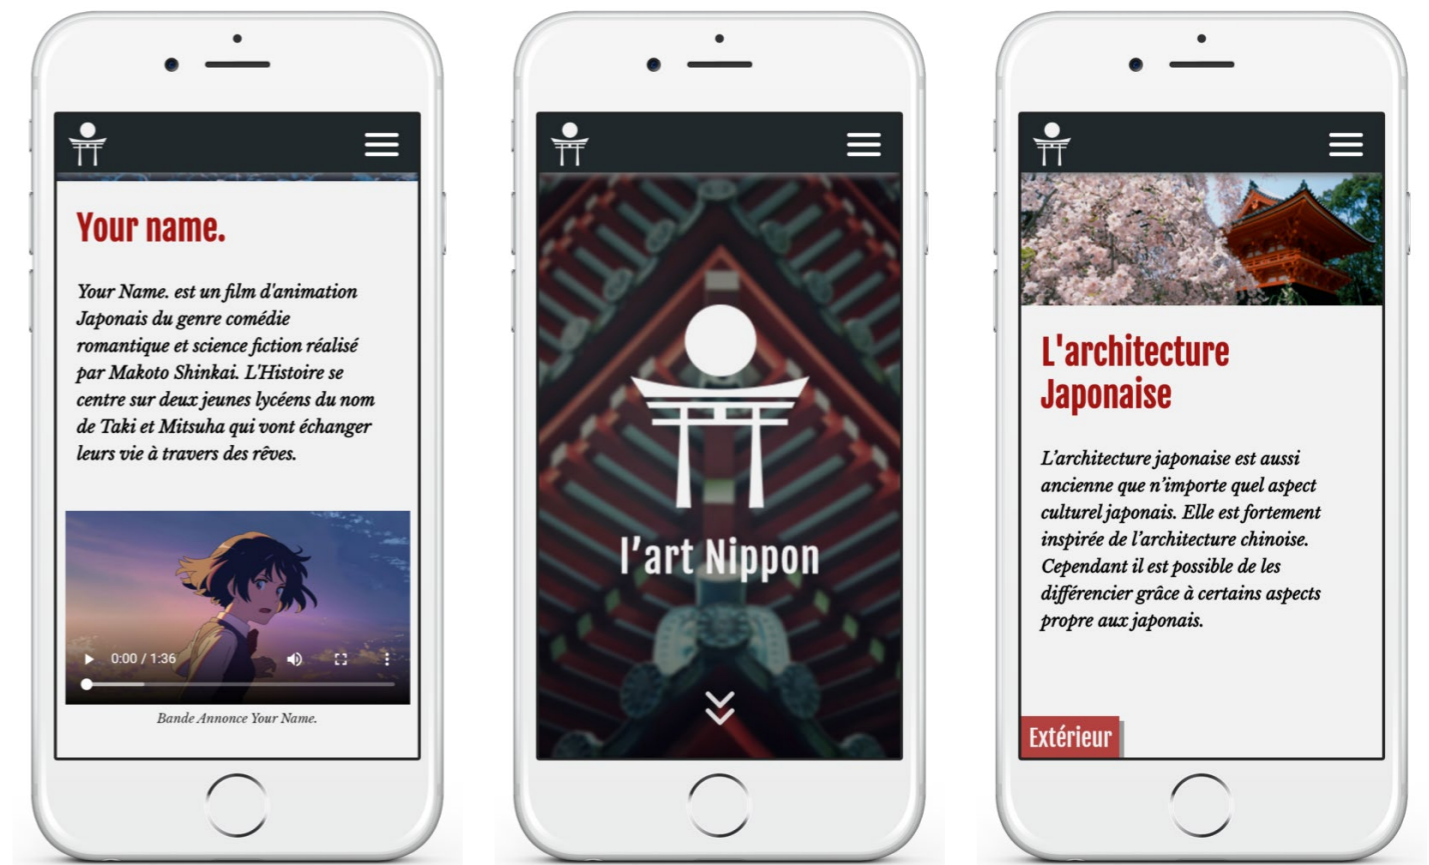 Your name.
Your Name. est un film d'animation
Japonais du genre comédie
romantique et science fiction réalisé
par Makoto Shinkai. L'Histoire se
centre sur deux jeunes lycéens du nom
de Taki et Mitsuha qui vont échanger
leurs vie à travers des rêves.
0:00 / 1:36
Bande Annonce Your Name.
l’art Nippon
L'architecture
Japonaise
L’architecture japonaise est aussi
ancienne que n’importe quel aspect
culturel japonais. Elle est fortement
inspirée de l’architecture chinoise.
Cependant il est possible de les
différencier grâce à certains aspects
propre aux japonais.
Extérieur